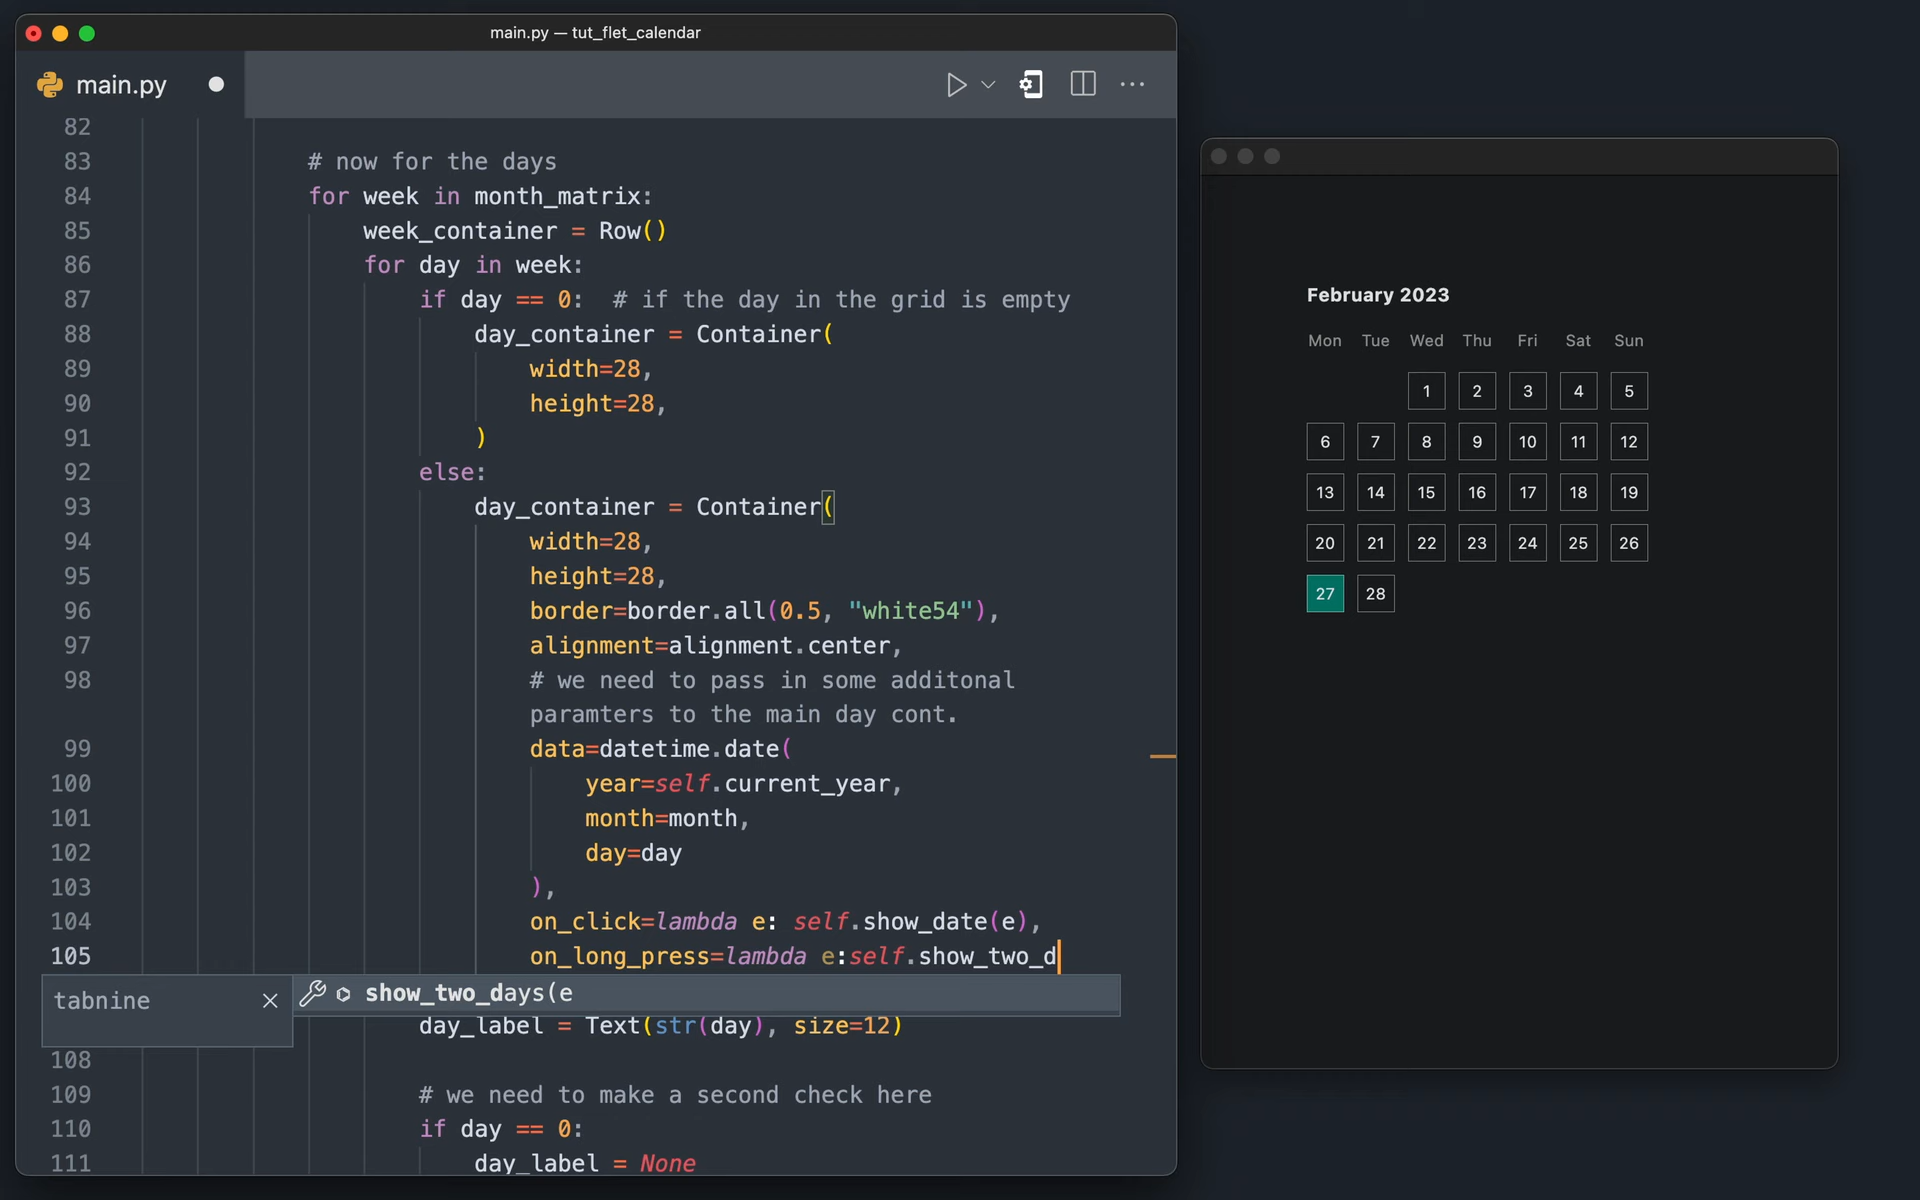 main.py — tut_flet_calendar
main.py
82
83 # now for the days
84 for week in month_matrix:
85 week_container = Row()
86 for day in week:
87 if day == 0:  # if the day in the grid is empty
88 day_container = Container(
89 width=28,
90 height=28,
91 )
92 else:
93 day_container = Container(
94 width=28,
95 height=28,
96 border=border.all(0.5, "white54"),
97 alignment=alignment.center,
98 # we need to pass in some additonal
paramters to the main day cont.
99 data=datetime.date(
100 year=self.current_year,
101 month=month,
102 day=day
103 ),
104 on_click=lambda e: self.show_date(e),
105 on_long_press=lambda e:self.show_two_d
tabnine
show_two_days(e
day_label = Text(str(day), size=12)
108
109 # we need to make a second check here
110 if day == 0:
111 day_label = None
February 2023
Mon Tue Wed Thu Fri Sat Sun
1 2 3 4 5
6 7 8 9 10 11 12
13 14 15 16 17 18 19
20 21 22 23 24 25 26
27 28